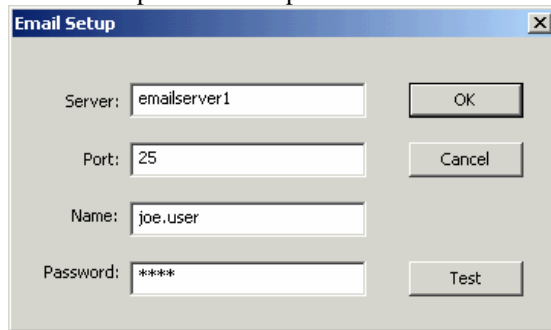 Email Setup
Server: emailserver1
OK
Port: 25
Cancel
Name: joe.user
Password: ****
Test